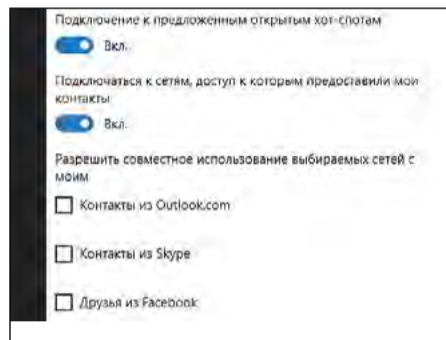 Подключение к предложенным открытым хот-спотам
Вкл.
Подключаться к сетям, доступ к которым предоставили мои
контакты
Вкл.
Разрешить совместное использование выбираемых сетей с
моим
Контакты из Outlook.com
Контакты из Skype
Друзья из Facebook